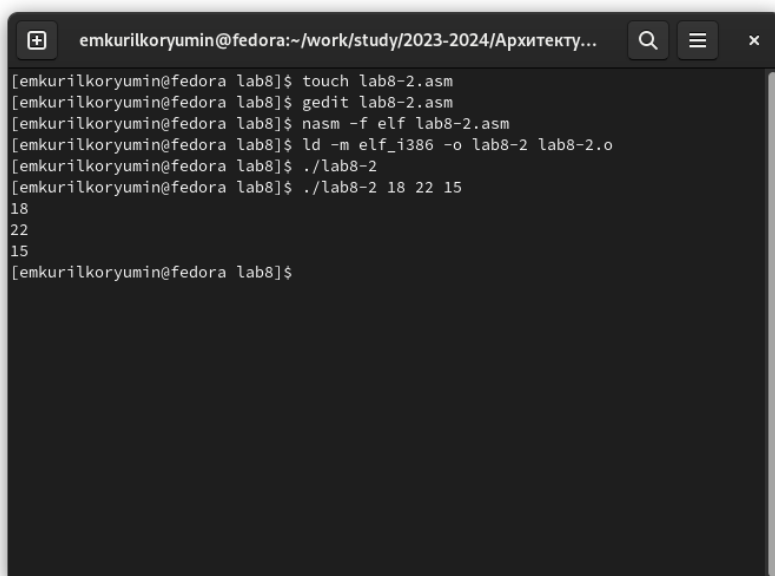 emkurilkoryumin@fedora:~/work/study/2023-2024/Архитекту...
[emkurilkoryumin@fedora lab8]$ touch lab8-2.asm
[emkurilkoryumin@fedora lab8]$ gedit lab8-2.asm
[emkurilkoryumin@fedora lab8]$ nasm -f elf lab8-2.asm
[emkurilkoryumin@fedora lab8]$ ld -m elf_i386 -o lab8-2 lab8-2.o
[emkurilkoryumin@fedora lab8]$ ./lab8-2
[emkurilkoryumin@fedora lab8]$ ./lab8-2 18 22 15
18
22
15
[emkurilkoryumin@fedora lab8]$